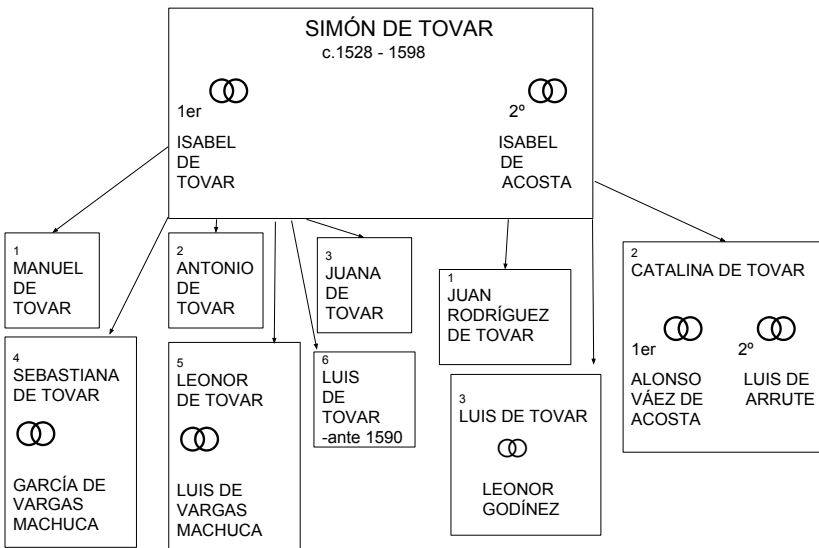 SIMÓN DE TOVAR
c.1528 - 1598
1er
ISABEL
DE
TOVAR
2º
ISABEL
DE
ACOSTA
1
MANUEL
DE
TOVAR
2
ANTONIO
DE
TOVAR
3
JUANA
DE
TOVAR
1
JUAN
RODRÍGUEZ
DE TOVAR
2
CATALINA DE TOVAR
1er
ALONSO
VÁEZ DE
ACOSTA
2º
LUIS DE
ARRUTE
4
SEBASTIANA
DE TOVAR
GARCÍA DE
VARGAS
MACHUCA
5
LEONOR
DE TOVAR
LUIS DE
VARGAS
MACHUCA
6
LUIS
DE
TOVAR
-ante 1590
3
LUIS DE TOVAR
LEONOR
GODÍNEZ